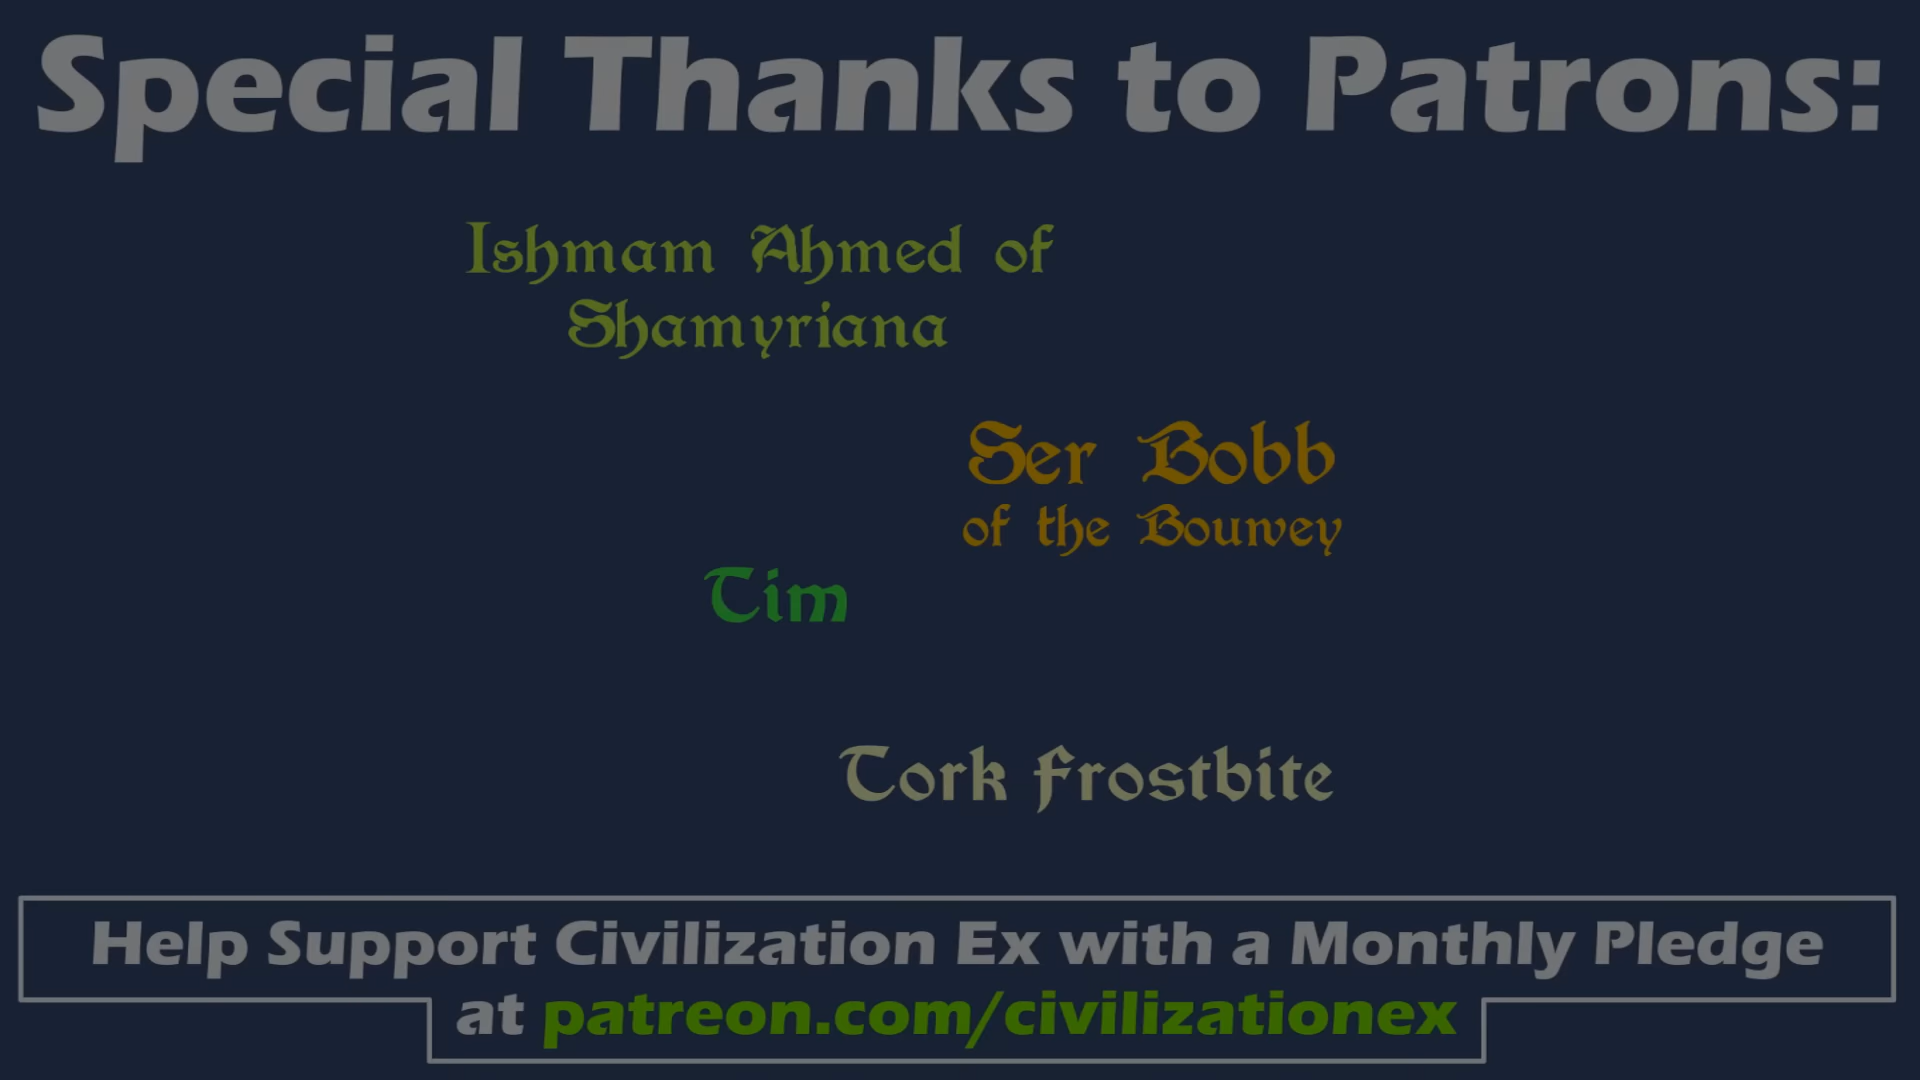 Special Thanks to Patrons:
Ishmam Ahmed of
Shamyriana
Ser Bobb
of the Bouvey
Tim
Tork Frostbite
Help Support Civilization Ex with a Monthly Pledge
at patreon.com/civilizationex